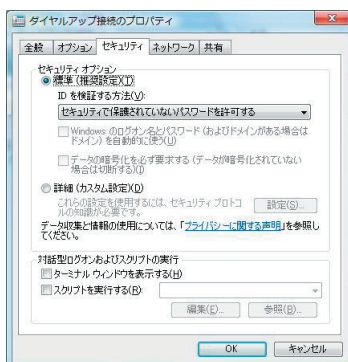 ダイヤルアップ接続のプロパティ
全般 オプション セキュリティ ネットワーク 共有
セキュリティ オプション
標準 (推奨設定)(T)
ID を検証する方法(V):
セキュリティで保護されていないパスワードを許可する
Windows のログオン名とパスワード (およびドメインがある場合は
ドメイン) を自動的に使う(U)
データの暗号化を必ず要求する (データが暗号化されていない
場合は切断する)(I)
詳細 (カスタム設定)(D)
これらの設定を使用するには、セキュリティ プロトコ
ルの知識が必要です。
設定(S)...
データ収集と情報の使用については、「プライバシーに関する声明」を参照し
てください。
対話型ログオンおよびスクリプトの実行
ターミナル ウィンドウを表示する(H)
スクリプトを実行する(R):
編集(E)... 参照(B)...
OK キャンセル